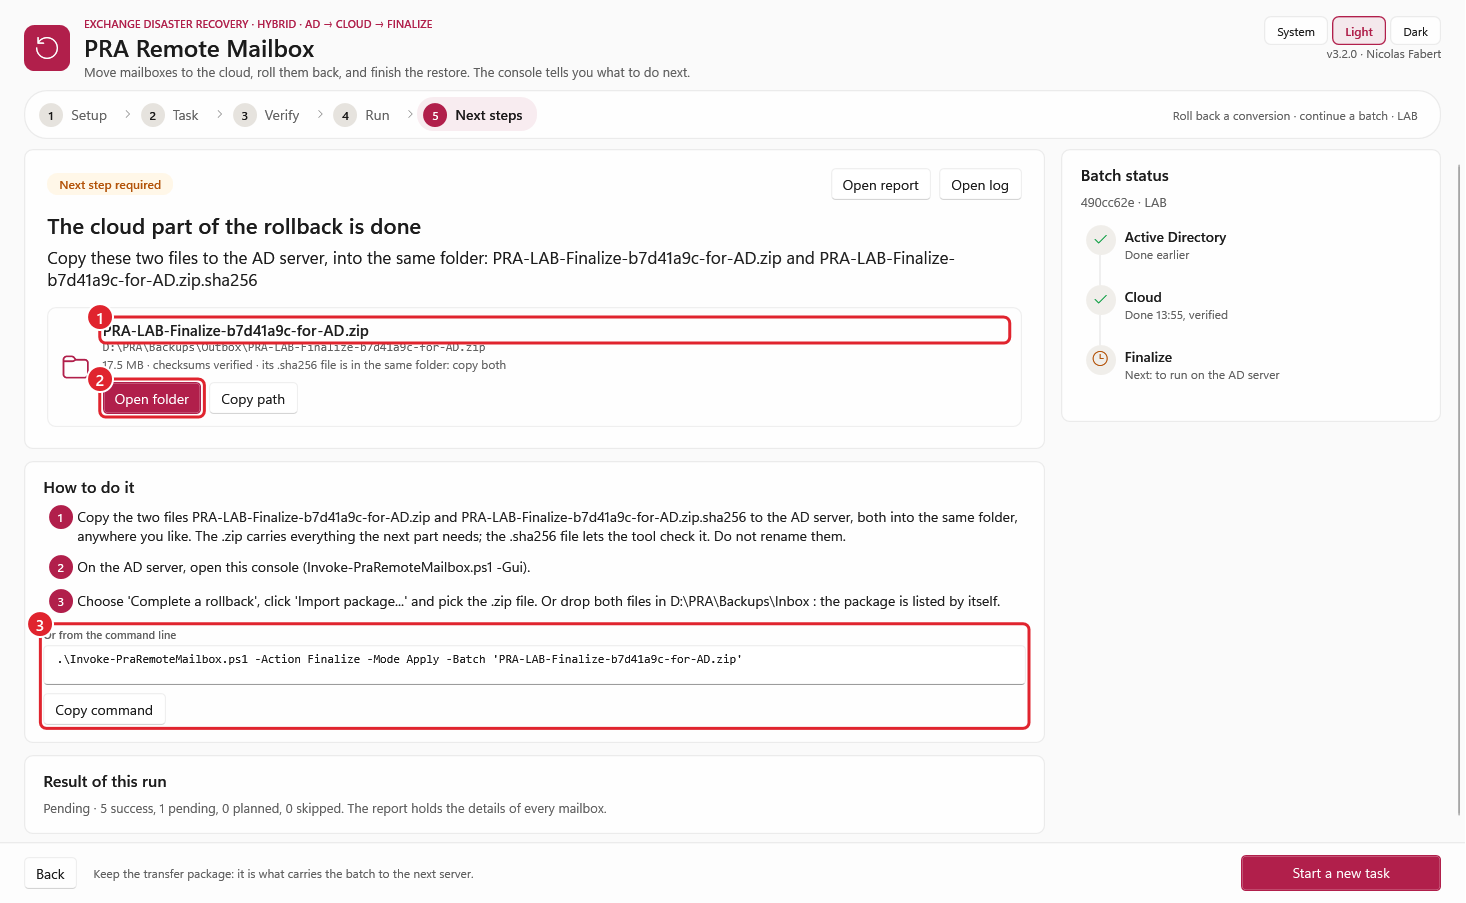 EXCHANGE DISASTER RECOVERY · HYBRID · AD → CLOUD → FINALIZE
PRA Remote Mailbox
Move mailboxes to the cloud, roll them back, and finish the restore. The console tells you what to do next.
System
Light
Dark
v3.2.0 · Nicolas Fabert
1 Setup
2 Task
3 Verify
4 Run
5 Next steps
Roll back a conversion · continue a batch · LAB
Next step required
Open report
Open log
The cloud part of the rollback is done
Copy these two files to the AD server, into the same folder: PRA-LAB-Finalize-b7d41a9c-for-AD.zip and PRA-LAB-Finalize-
b7d41a9c-for-AD.zip.sha256
1
PRA-LAB-Finalize-b7d41a9c-for-AD.zip
D:\PRA\Backups\Outbox\PRA-LAB-Finalize-b7d41a9c-for-AD.zip
17.5 MB · checksums verified · its .sha256 file is in the same folder: copy both
2
Open folder
Copy path
Batch status
490cc62e · LAB
Active Directory
Done earlier
Cloud
Done 13:55, verified
Finalize
Next: to run on the AD server
How to do it
1 Copy the two files PRA-LAB-Finalize-b7d41a9c-for-AD.zip and PRA-LAB-Finalize-b7d41a9c-for-AD.zip.sha256 to the AD server, both into the same folder,
anywhere you like. The .zip carries everything the next part needs; the .sha256 file lets the tool check it. Do not rename them.
2 On the AD server, open this console (Invoke-PraRemoteMailbox.ps1 -Gui).
3 Choose 'Complete a rollback', click 'Import package...' and pick the .zip file. Or drop both files in D:\PRA\Backups\Inbox : the package is listed by itself.
3
Or from the command line
.\Invoke-PraRemoteMailbox.ps1 -Action Finalize -Mode Apply -Batch 'PRA-LAB-Finalize-b7d41a9c-for-AD.zip'
Copy command
Result of this run
Pending · 5 success, 1 pending, 0 planned, 0 skipped. The report holds the details of every mailbox.
Back
Keep the transfer package: it is what carries the batch to the next server.
Start a new task